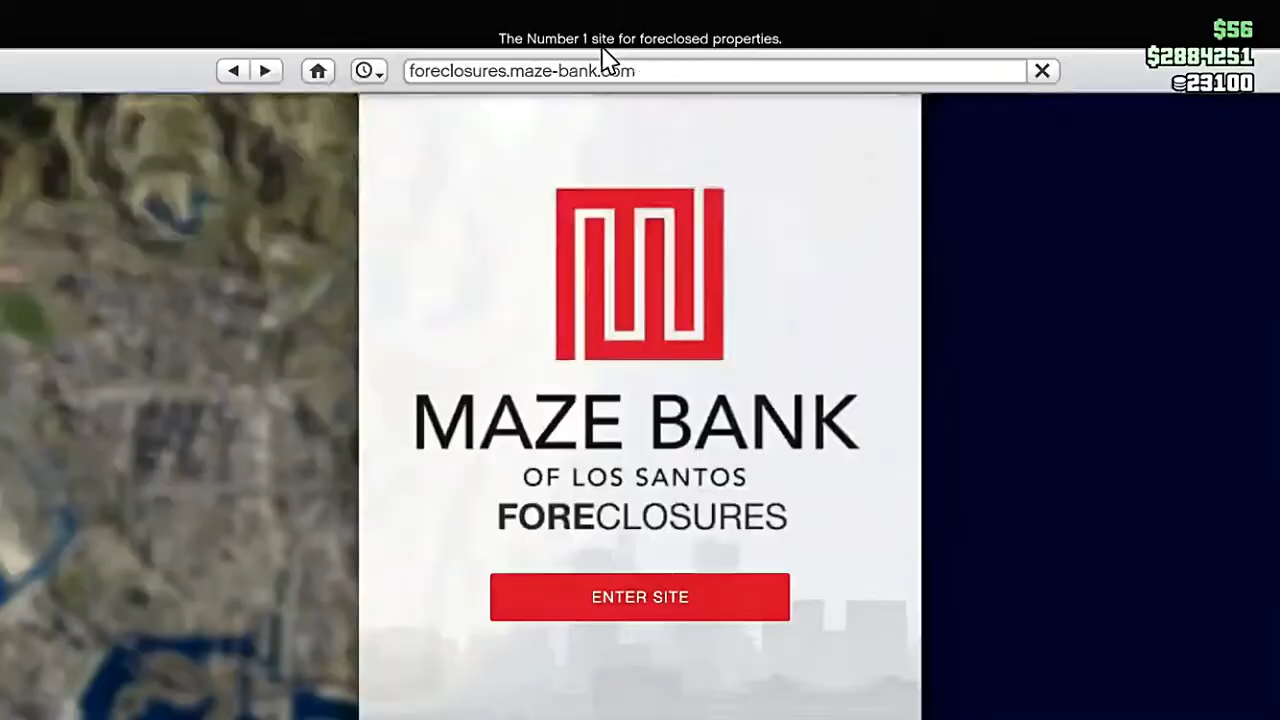 The Number 1 site for foreclosed properties.
$56
$2884251
23100
foreclosures.maze-bank.com
MAZE BANK
OF LOS SANTOS
FORECLOSURES
ENTER SITE